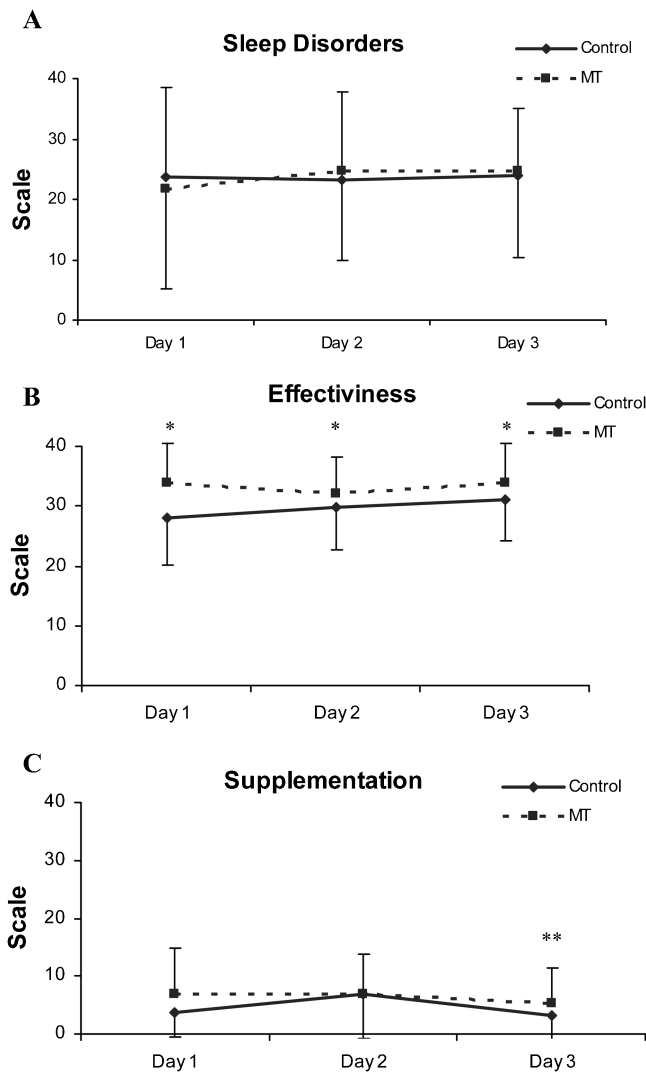 A
Sleep Disorders
Control
MT
40
30
20
10
0
Scale
Day 1
Day 2
Day 3
B
Effectiviness
Control
MT
*
*
*
40
30
20
10
0
Scale
Day 1
Day 2
Day 3
C
Supplementation
Control
MT
40
30
20
10
0
Scale
**
Day 1
Day 2
Day 3